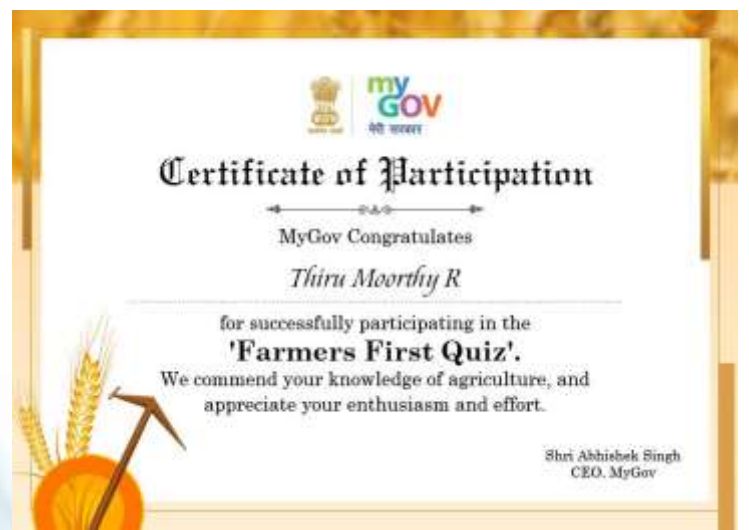 my
GOV
मेरी सरकार
Certificate of Participation
MyGov Congratulates
Thiru Moorthy R
for successfully participating in the
'Farmers First Quiz'.
We commend your knowledge of agriculture, and
appreciate your enthusiasm and effort.
Shri Abhishek Singh
CEO, MyGov